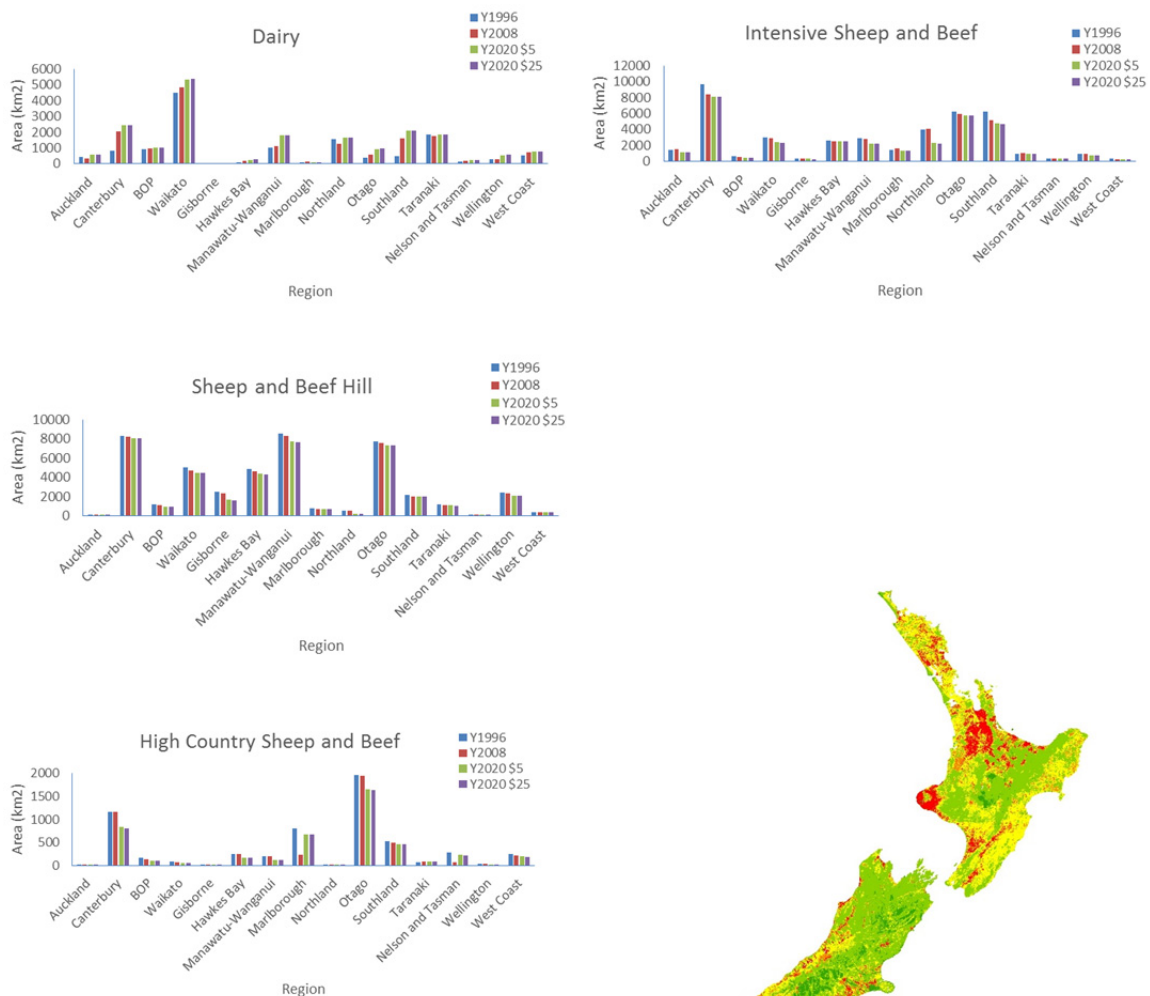 Dairy
Y1996
Y2008
Y2020 $5
Y2020 $25
Area (km2)
6000
5000
4000
3000
2000
1000
0
Auckland
Canterbury
BOP
Waikato
Gisborne
Hawkes Bay
Manawatu-Wanganui
Marlborough
Northland
Otago
Southland
Taranaki
Nelson and Tasman
Wellington
West Coast
Region
Intensive Sheep and Beef
Y1996
Y2008
Y2020 $5
Y2020 $25
Area (km2)
12000
10000
8000
6000
4000
2000
0
Auckland
Canterbury
BOP
Waikato
Gisborne
Hawkes Bay
Manawatu-Wanganui
Marlborough
Northland
Otago
Southland
Taranaki
Nelson and Tasman
Wellington
West Coast
Region
Sheep and Beef Hill
Y1996
Y2008
Y2020 $5
Y2020 $25
Area (km2)
10000
8000
6000
4000
2000
0
Auckland
Canterbury
BOP
Waikato
Gisborne
Hawkes Bay
Manawatu-Wanganui
Marlborough
Northland
Otago
Southland
Taranaki
Nelson and Tasman
Wellington
West Coast
Region
High Country Sheep and Beef
Y1996
Y2008
Y2020 $5
Y2020 $25
Area (km2)
2000
1500
1000
500
0
Auckland
Canterbury
BOP
Waikato
Gisborne
Hawkes Bay
Manawatu-Wanganui
Marlborough
Northland
Otago
Southland
Taranaki
Nelson and Tasman
Wellington
West Coast
Region